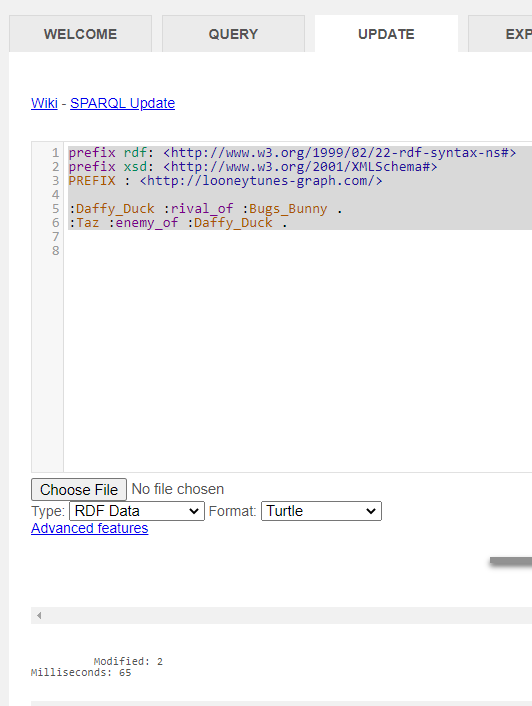 WELCOME QUERY UPDATE EXP
Wiki - SPARQL Update
1 prefix rdf: <http://www.w3.org/1999/02/22-rdf-syntax-ns#>
2 prefix xsd: <http://www.w3.org/2001/XMLSchema#>
3 PREFIX : <http://looneytunes-graph.com/>
4
5 :Daffy_Duck :rival_of :Bugs_Bunny .
6 :Taz :enemy_of :Daffy_Duck .
7
8
Choose File No file chosen
Type: RDF Data Format: Turtle
Advanced features
Modified: 2
Milliseconds: 65